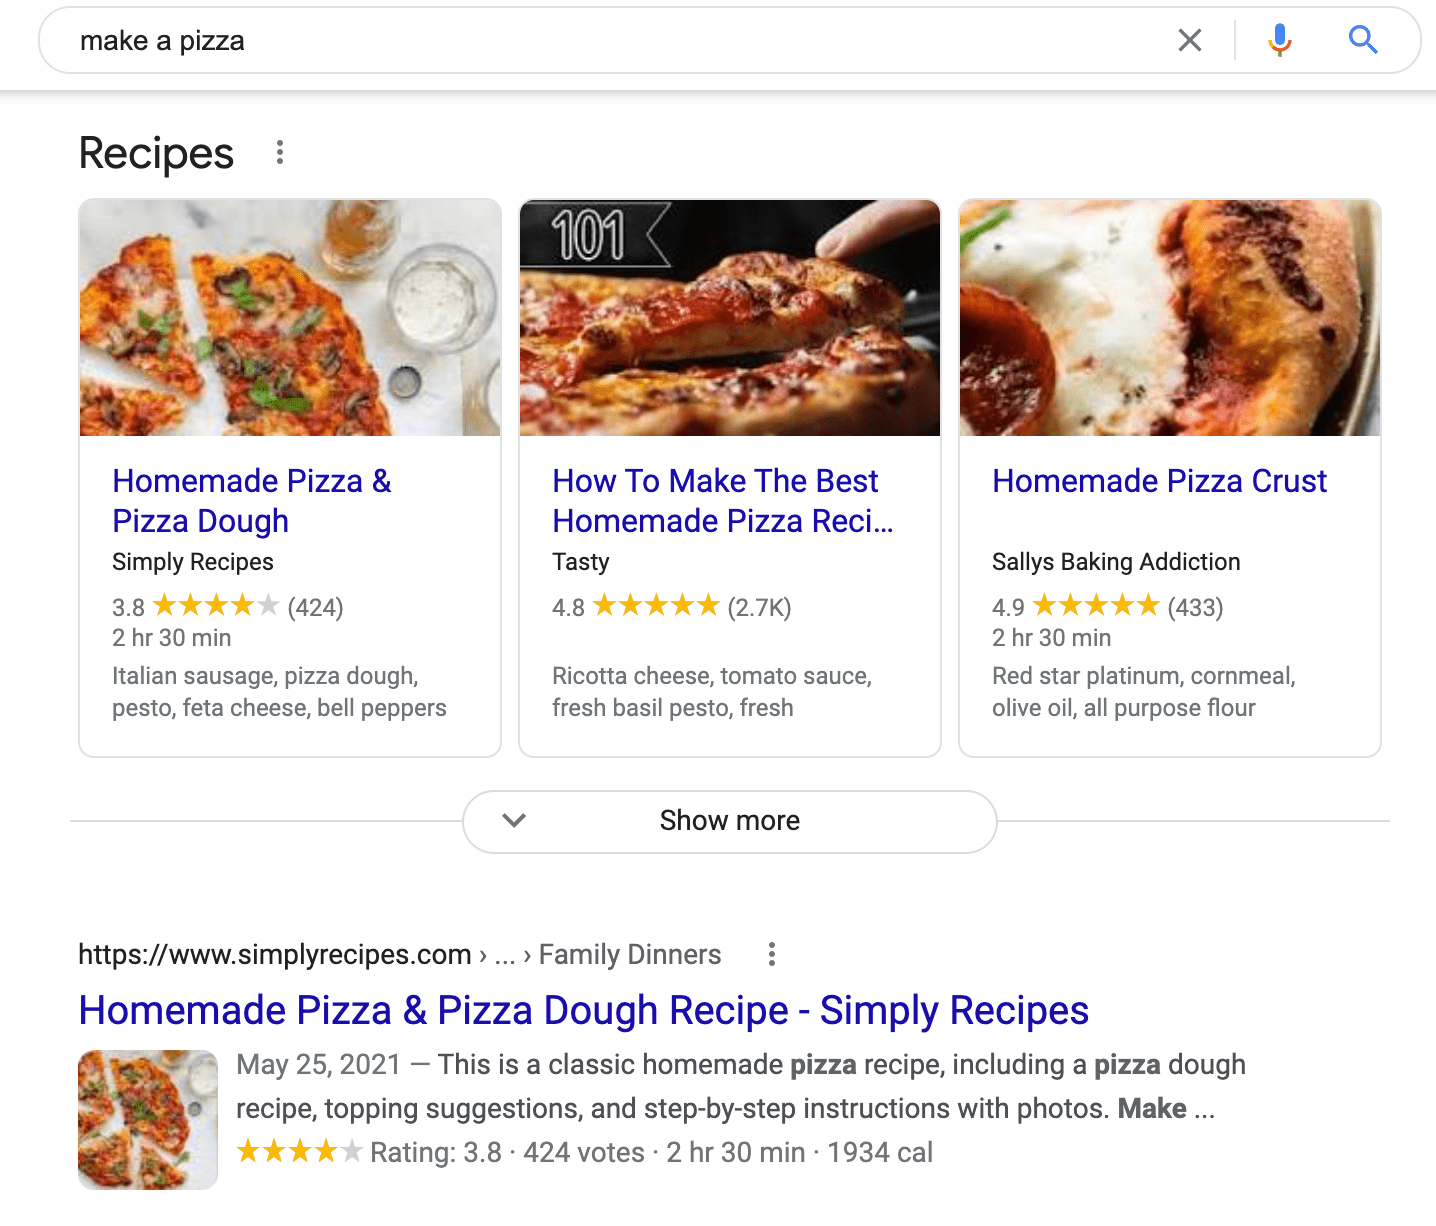 make a pizza
Recipes
101
Homemade Pizza &
Pizza Dough
Simply Recipes
3.8 (424)
2 hr 30 min
Italian sausage, pizza dough,
pesto, feta cheese, bell peppers
How To Make The Best
Homemade Pizza Reci...
Tasty
4.8 (2.7K)
Ricotta cheese, tomato sauce,
fresh basil pesto, fresh
Homemade Pizza Crust
Sallys Baking Addiction
4.9 (433)
2 hr 30 min
Red star platinum, cornmeal,
olive oil, all purpose flour
Show more
https://www.simplyrecipes.com › ... › Family Dinners
Homemade Pizza & Pizza Dough Recipe - Simply Recipes
May 25, 2021 — This is a classic homemade pizza recipe, including a pizza dough
recipe, topping suggestions, and step-by-step instructions with photos. Make ...
Rating: 3.8 · 424 votes · 2 hr 30 min · 1934 cal